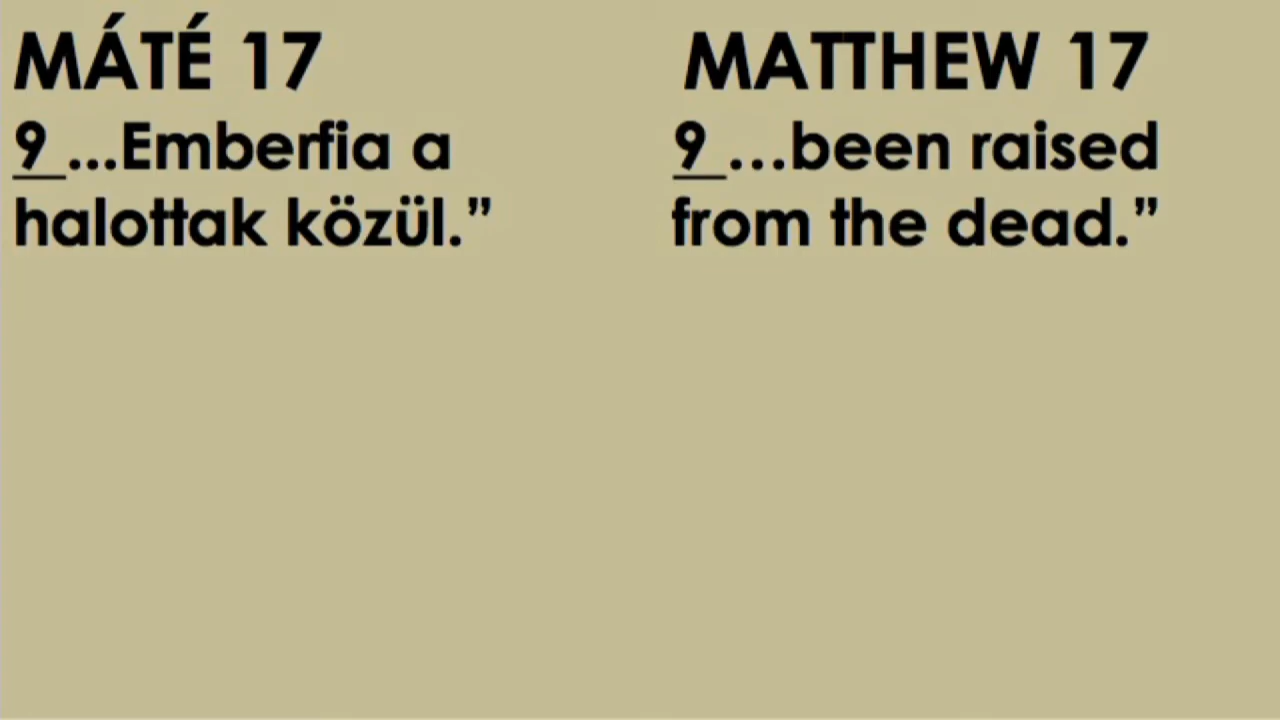 MÁTÉ 17
9 ...Emberfia a
halottak közül.”
MATTHEW 17
9 …been raised
from the dead.”